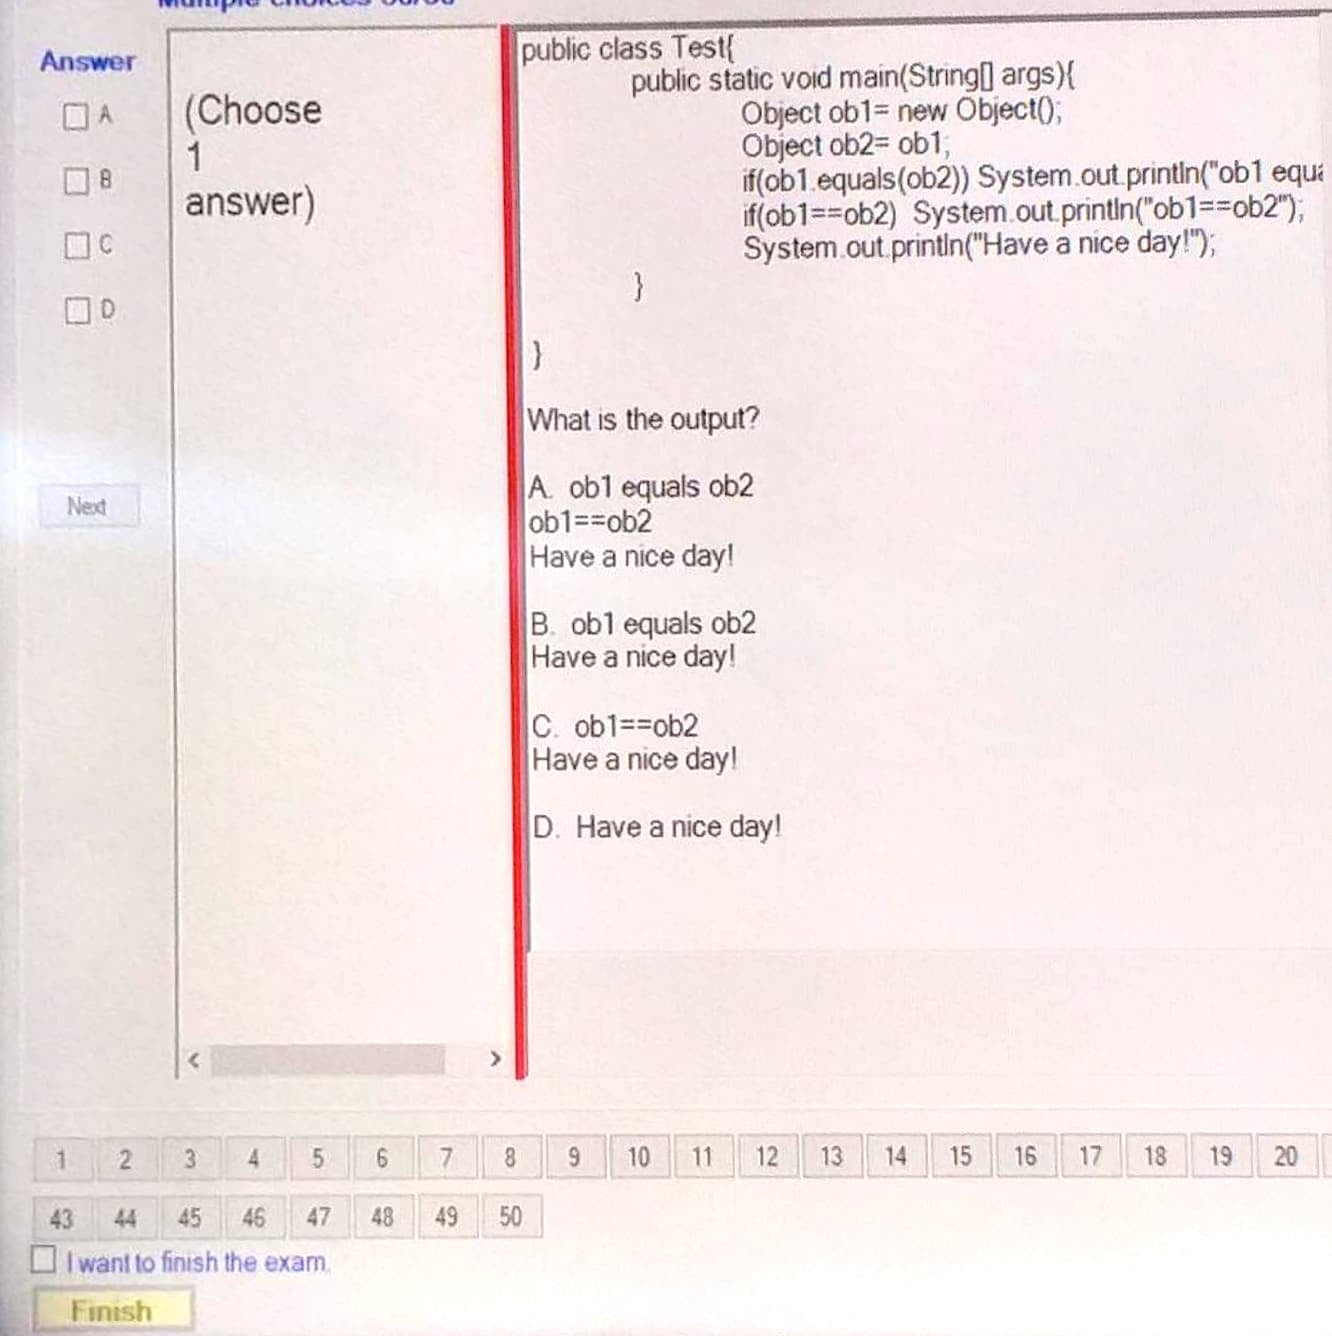 Answer
A
B
C
D
Next
(Choose
1
answer)
public class Test{
public static void main(String[] args){
Object ob1= new Object();
Object ob2= ob1;
if(ob1.equals(ob2)) System.out.println("ob1
if(ob1==ob2) System.out.println("ob1==ob2");
System.out.println("Have a nice day!");
}
}
What is the output?
A. ob1 equals ob2
ob1==ob2
Have a nice day!
B. ob1 equals ob2
Have a nice day!
C. ob1==ob2
Have a nice day!
D. Have a nice day!
1 2 3 4 5 6 7 8 9 10 11 12 13 14 15 16 17 18 19 20
43 44 45 46 47 48 49 50
I want to finish the exam.
Finish